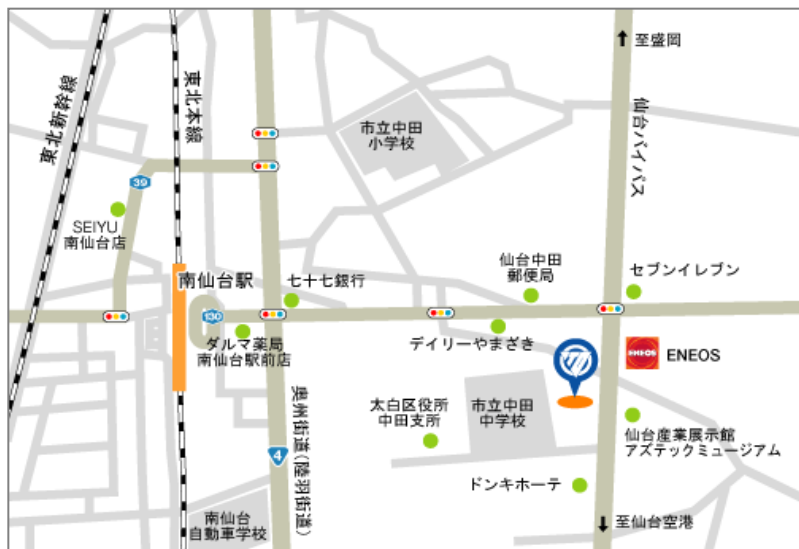 至盛岡
東北新幹線
東北本線
仙台バイパス
市立中田
小学校
39
SEIYU
南仙台店
南仙台駅
七十七銀行
仙台中田
郵便局
セブンイレブン
130
ダルマ薬局
南仙台駅前店
デイリーやまざき
ENEOS
ENEOS
奥州街道(陸羽街道)
太白区役所
中田支所
市立中田
中学校
仙台産業展示館
アズテックミュージアム
4
ドンキホーテ
南仙台
自動車学校
至仙台空港